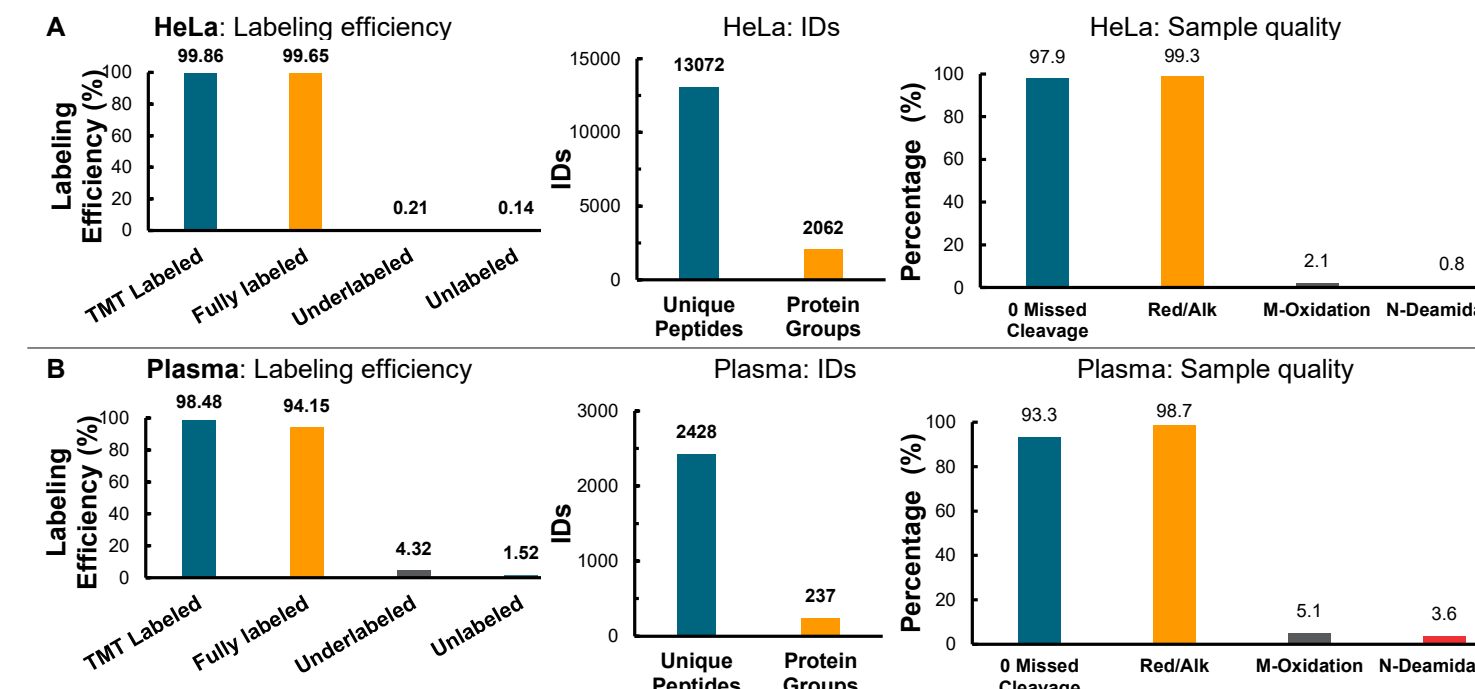 A
HeLa: Labeling efficiency
Labeling
Efficiency (%)
100
80
60
40
20
0
99.86
99.65
0.21
0.14
TMT Labeled
Fully labeled
Underlabeled
Unlabeled
HeLa: IDs
IDs
15000
10000
5000
0
13072
2062
Unique
Peptides
Protein
Groups
HeLa: Sample quality
Percentage (%)
100
80
60
40
20
0
97.9
99.3
2.1
0.8
0 Missed
Cleavage
Red/Alk
M-Oxidation
N-Deamida
B
Plasma: Labeling efficiency
Labeling
Efficiency (%)
100
80
60
40
20
0
98.48
94.15
4.32
1.52
TMT Labeled
Fully labeled
Underlabeled
Unlabeled
Plasma: IDs
IDs
3000
2000
1000
0
2428
237
Unique
Peptides
Protein
Groups
Plasma: Sample quality
Percentage (%)
100
80
60
40
20
0
93.3
98.7
5.1
3.6
0 Missed
Cleavage
Red/Alk
M-Oxidation
N-Deamida